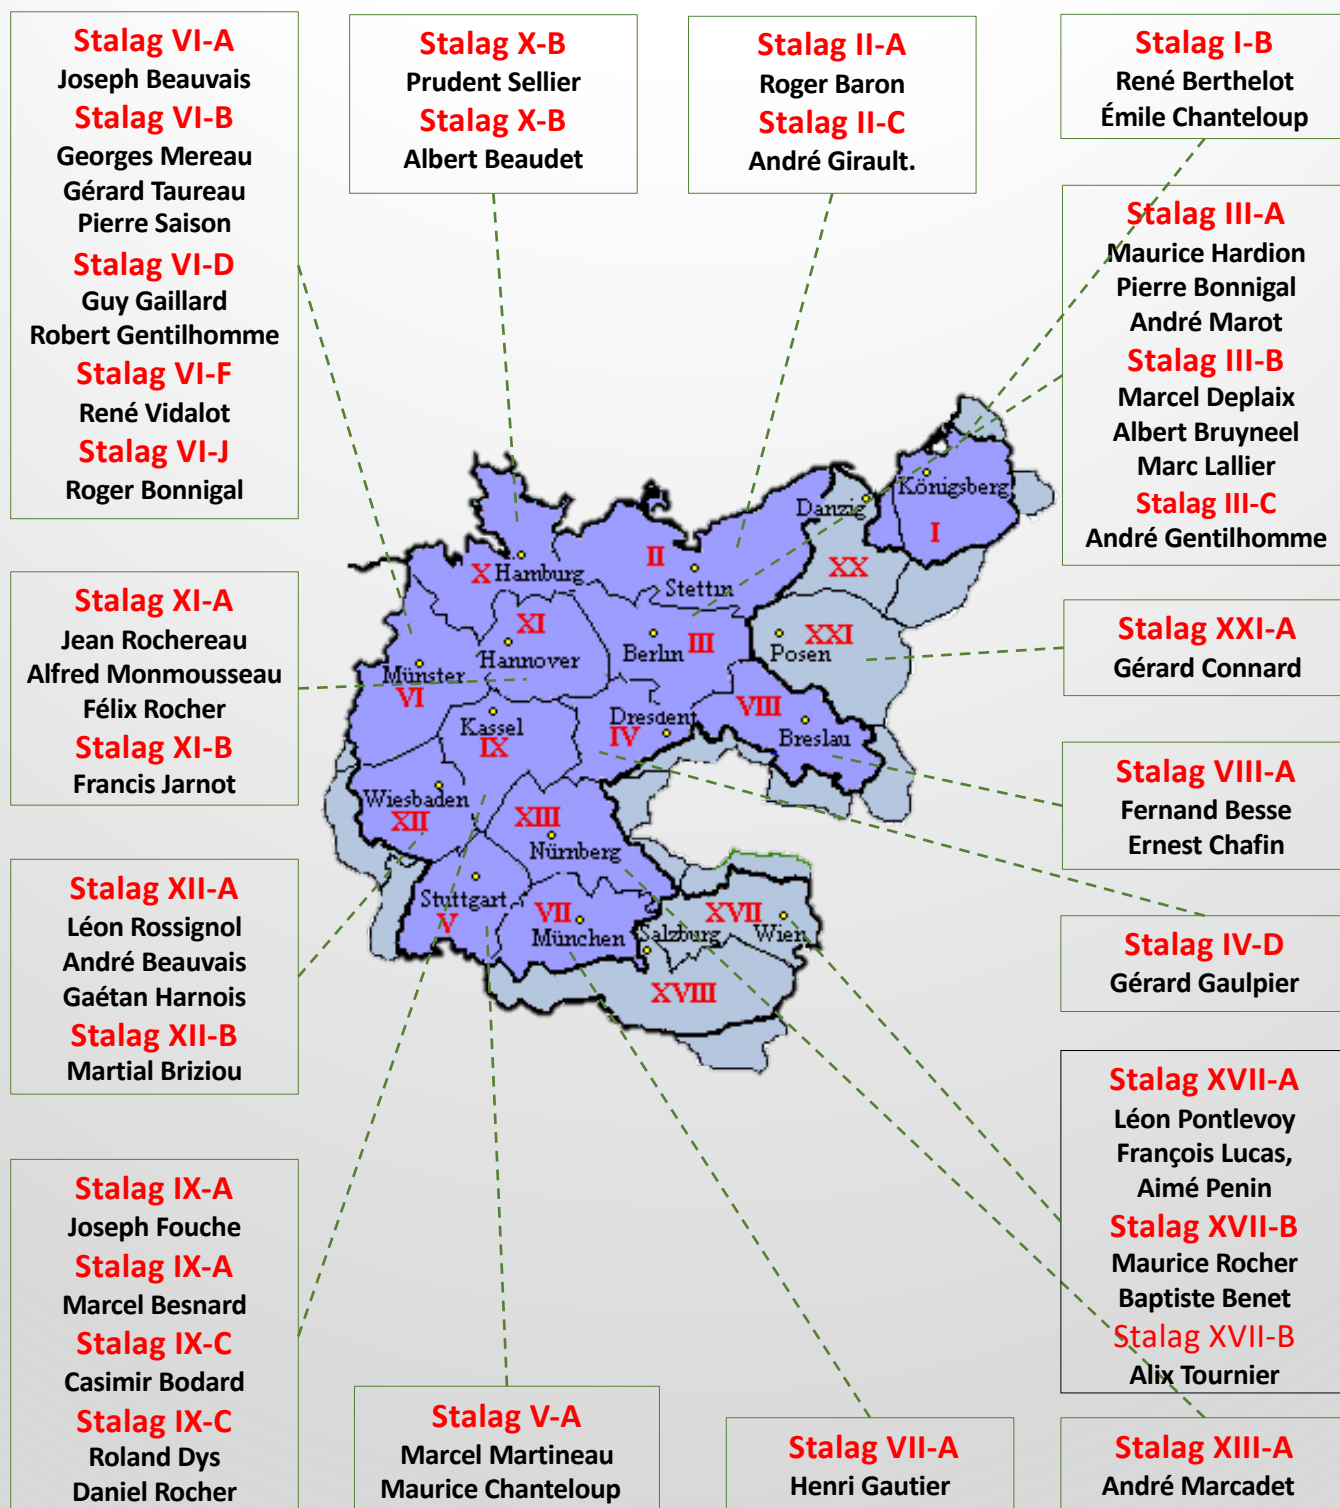 Stalag VI-A
Joseph Beauvais
Stalag VI-B
Georges Mereau
Gérard Taureau
Pierre Saison
Stalag VI-D
Guy Gaillard
Robert Gentilhomme
Stalag VI-F
René Vidalot
Stalag VI-J
Roger Bonnigal
Stalag X-B
Prudent Sellier
Stalag X-B
Albert Beaudet
Stalag II-A
Roger Baron
Stalag II-C
André Girault.
Stalag I-B
René Berthelot
Émile Chanteloup
Stalag III-A
Maurice Hardion
Pierre Bonnigal
André Marot
Stalag III-B
Marcel Deplaix
Albert Bruyneel
Marc Lallier
Stalag III-C
André Gentilhomme
Stalag XI-A
Jean Rochereau
Alfred Monmousseau
Félix Rocher
Stalag XI-B
Francis Jarnot
Königsberg
I
Danzig
XX
II
Stettin
X
Hamburg
XI
Hannover
Berlin
III
XXI
Posen
Münster
VI
Kassel
IX
Dresden
IV
VIII
Breslau
Wiesbaden
XII
XIII
Nürnberg
Stuttgart
V
VII
München
XVII
Salzburg
Wien
XVIII
Stalag XXI-A
Gérard Connard
Stalag VIII-A
Fernand Besse
Ernest Chafin
Stalag XII-A
Léon Rossignol
André Beauvais
Gaétan Harnois
Stalag XII-B
Martial Briziou
Stalag IV-D
Gérard Gaulpier
Stalag XVII-A
Léon Pontlevoy
François Lucas,
Aimé Penin
Stalag XVII-B
Maurice Rocher
Baptiste Benet
Stalag XVII-B
Alix Tournier
Stalag IX-A
Joseph Fouche
Stalag IX-A
Marcel Besnard
Stalag IX-C
Casimir Bodard
Stalag IX-C
Roland Dys
Daniel Rocher
Stalag V-A
Marcel Martineau
Maurice Chanteloup
Stalag VII-A
Henri Gautier
Stalag XIII-A
André Marcadet